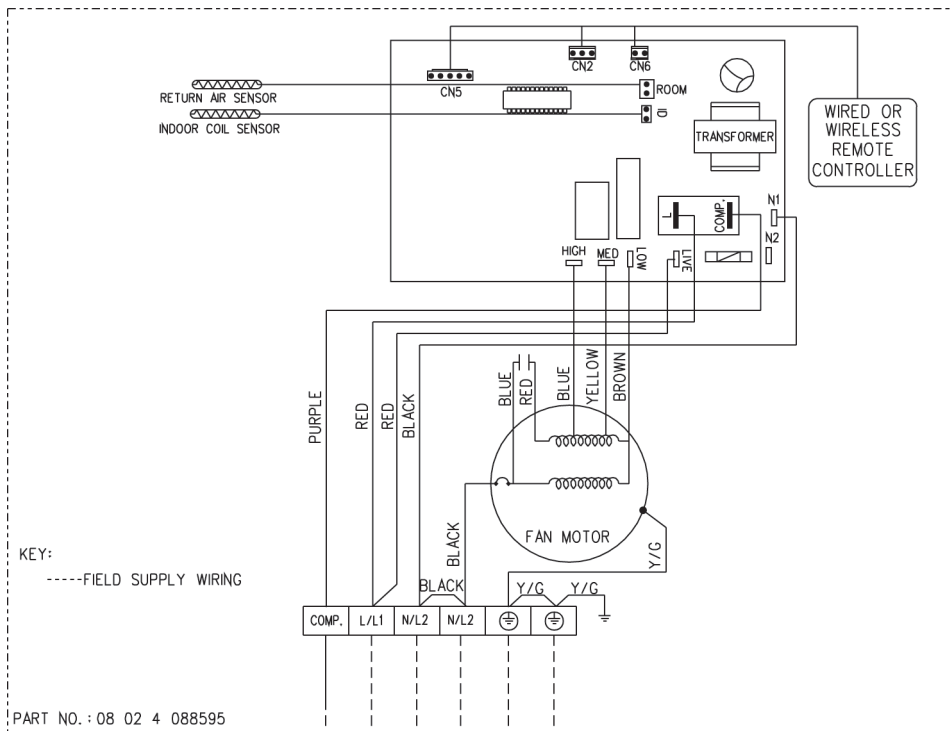 CN5
CN2
CN6
RETURN AIR SENSOR
INDOOR COIL SENSOR
ROOM
ID
TRANSFORMER
WIRED OR
WIRELESS
REMOTE
CONTROLLER
L
COMP.
N1
N2
HIGH
MED
LOW
LIVE
PURPLE
RED
RED
BLACK
BLUE
RED
BLUE
YELLOW
BROWN
FAN MOTOR
BLACK
Y/G
KEY:
-----FIELD SUPPLY WIRING
BLACK
Y/G
Y/G
COMP.
L/L1
N/L2
N/L2
PART NO.: 08 02 4 088595